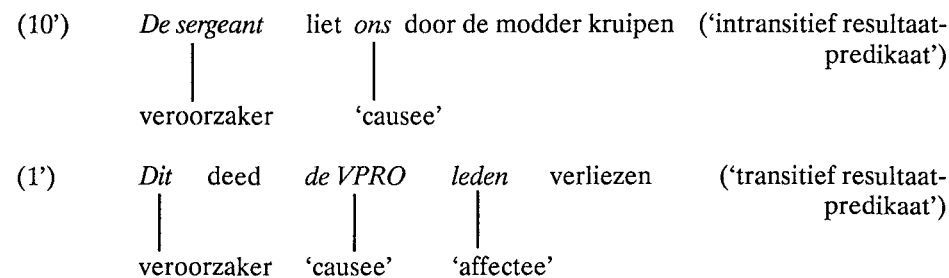 (10') De sergeant liet ons door de modder kruipen ('intransitief resultaat-
predikaat')
veroorzaker 'causee'
(1') Dit deed de VPRO leden verliezen ('transitief resultaat-
predikaat')
veroorzaker 'causee' 'affectee'